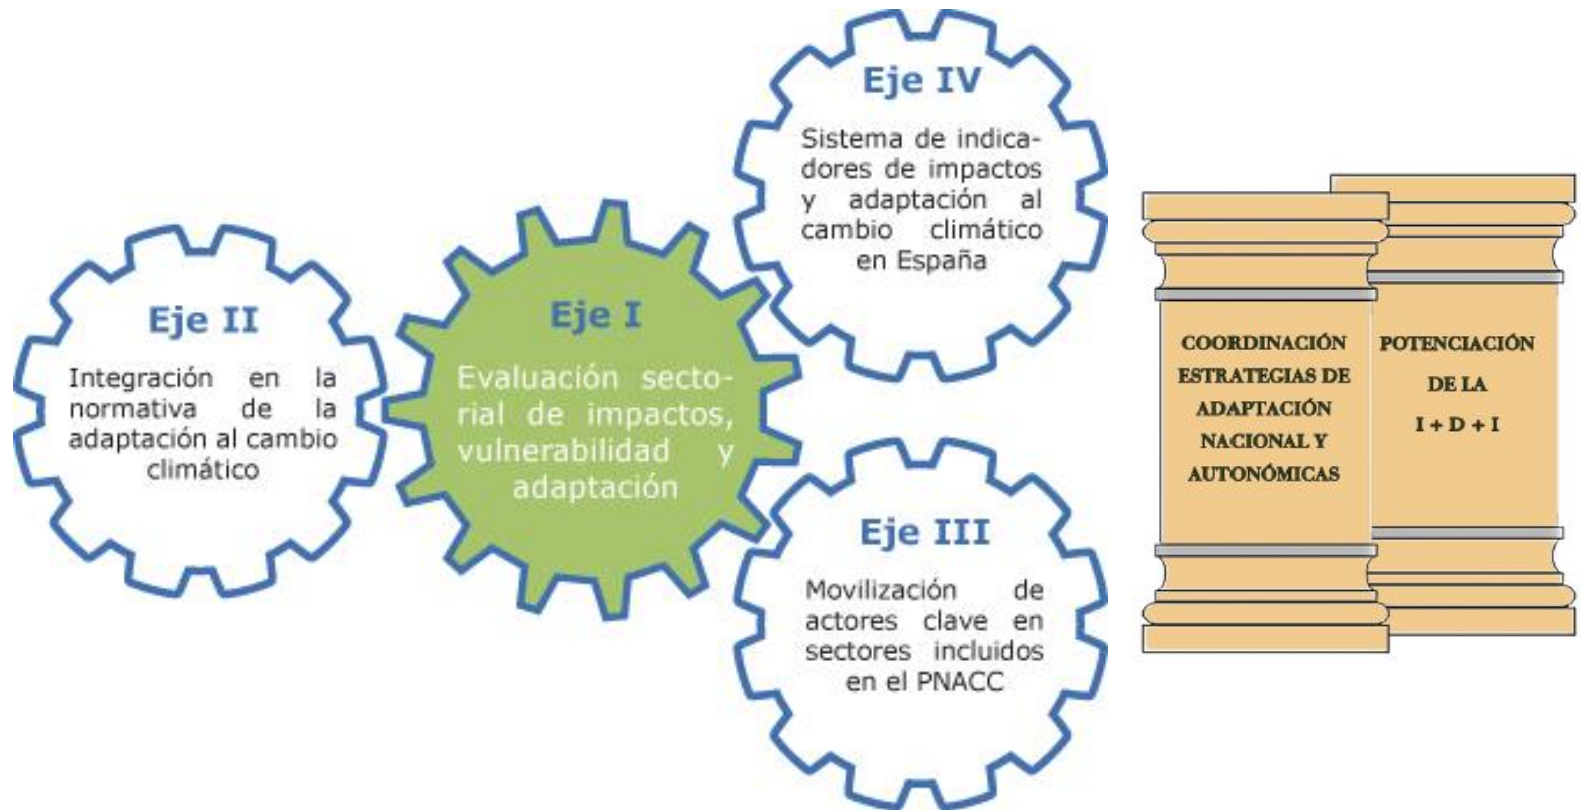 Eje IV
Sistema de indica-
dores de impactos
y adaptación al
cambio climático
en España
Eje II
Integración en la
normativa de la
adaptación al cambio
climático
Eje I
Evaluación secto-
rial de impactos,
vulnerabilidad y
adaptación
Eje III
Movilización de
actores clave en
sectores incluidos
en el PNACC
COORDINACIÓN
ESTRATEGIAS DE
ADAPTACIÓN
NACIONAL Y
AUTONÓMICAS
POTENCIACIÓN
DE LA
I + D + I